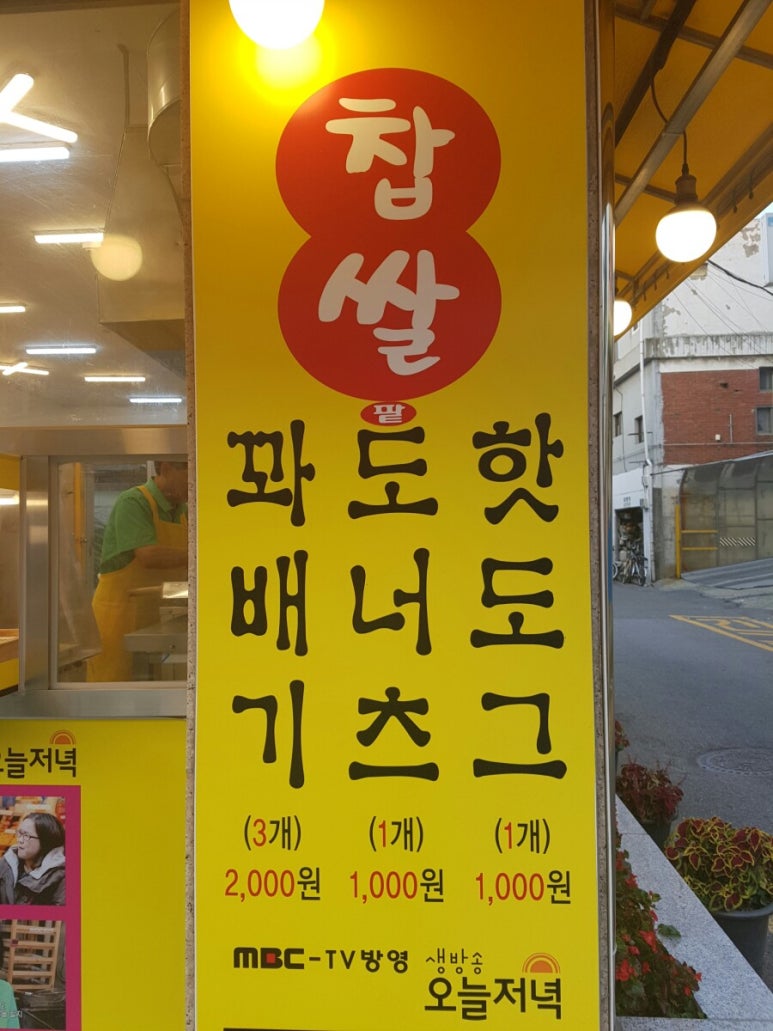 찹
쌀
팥
꽈배기
도너츠
핫도그
(3개) (1개) (1개)
2,000원 1,000원 1,000원
MBC-TV방영 생방송
오늘저녁
오늘저녁